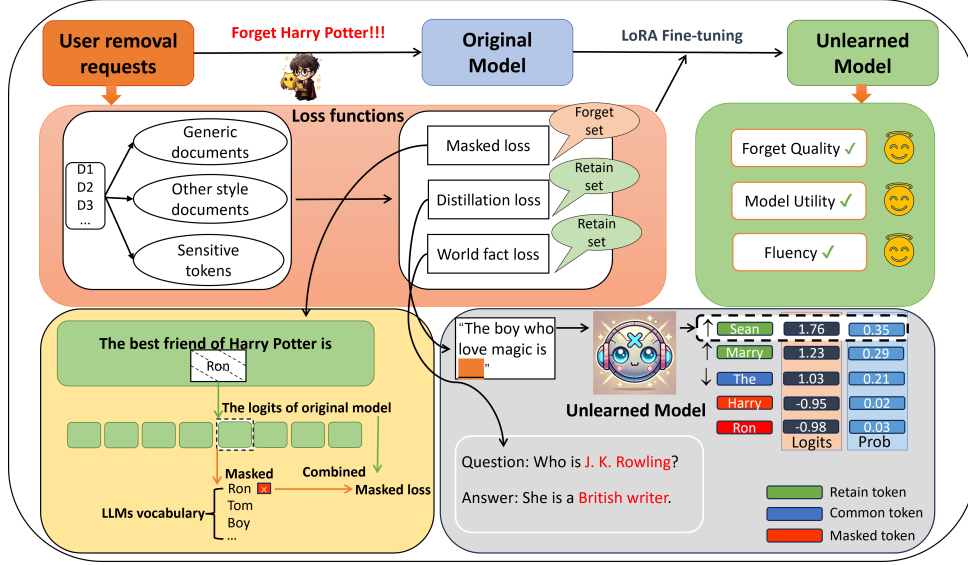 User removal
requests
Forget Harry Potter!!!
Original
Model
LoRA Fine-tuning
Unlearned
Model
Loss functions
D1
D2
D3
...
Generic
documents
Other style
documents
Sensitive
tokens
Masked loss
Forget
set
Distillation loss
Retain
set
World fact loss
Retain
set
Forget Quality ✓
Model Utility ✓
Fluency ✓
The best friend of Harry Potter is
Ron
The logits of original model
Masked
Combined
Masked loss
LLMs vocabulary
Ron
Tom
Boy
...
“The boy who
love magic is
”
Unlearned Model
Sean 1.76 0.35
Marry 1.23 0.29
The 1.03 0.21
Harry -0.95 0.02
Ron -0.98 0.03
Logits Prob
Question: Who is J. K. Rowling?
Answer: She is a British writer.
Retain token
Common token
Masked token